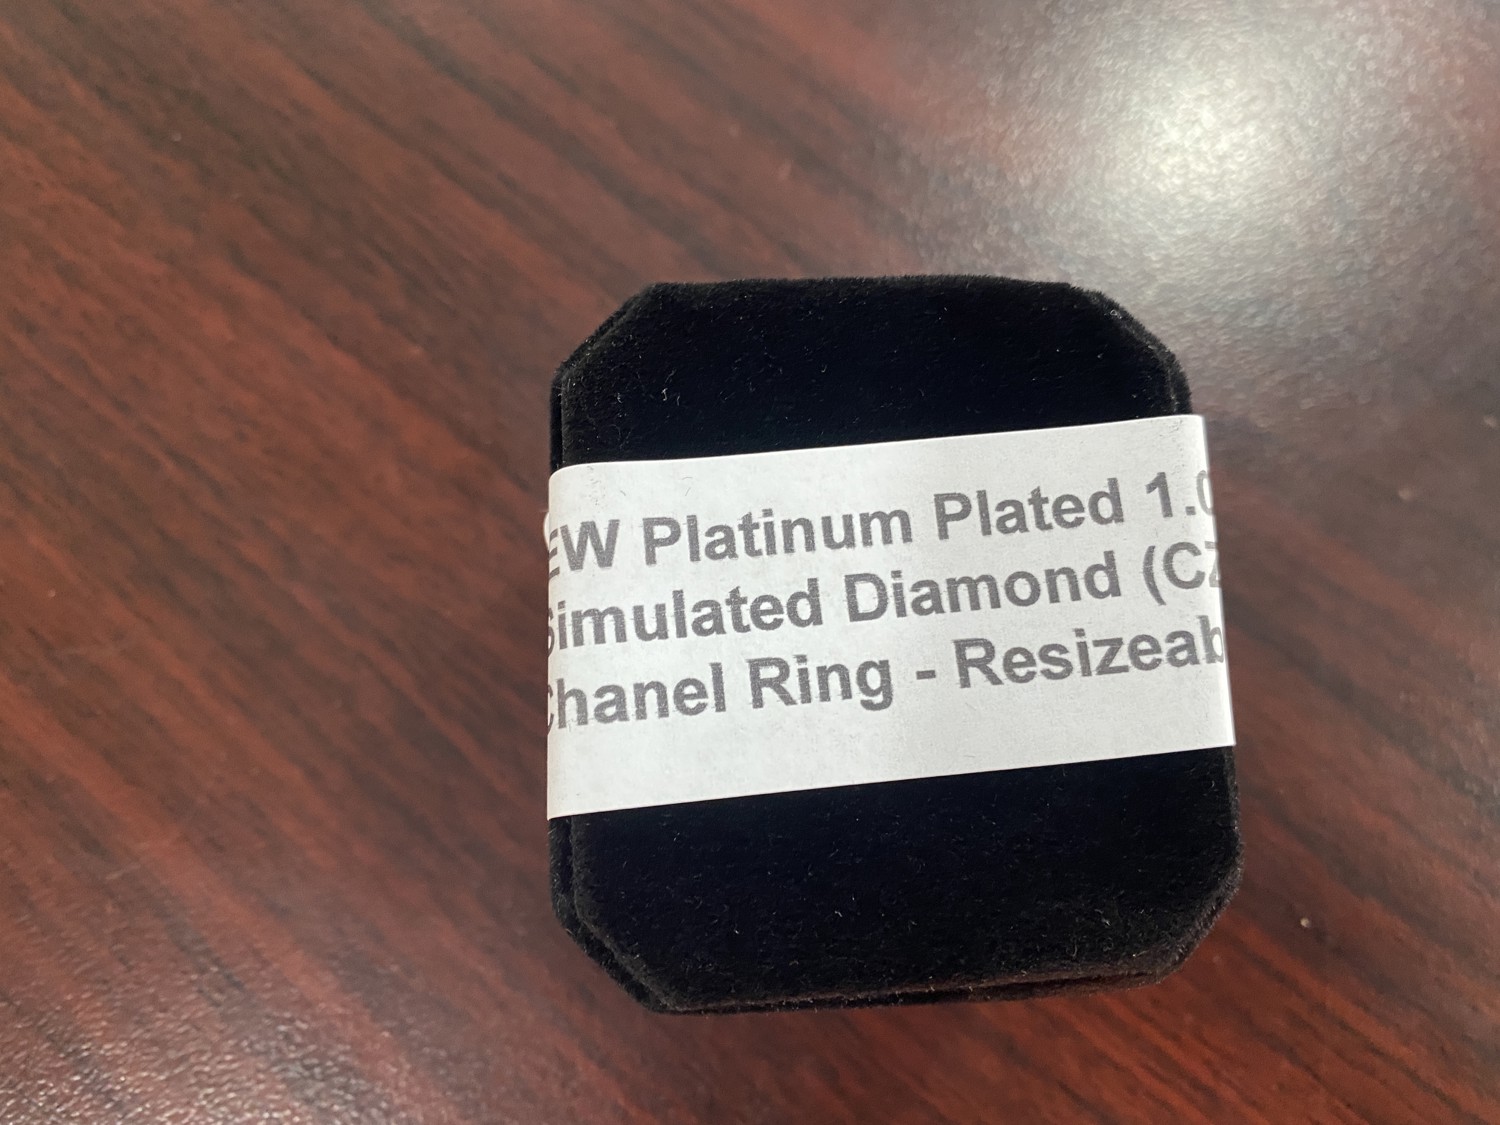 EW Platinum Plated 1.0
Simulated Diamond (CZ
Chanel Ring - Resizeab